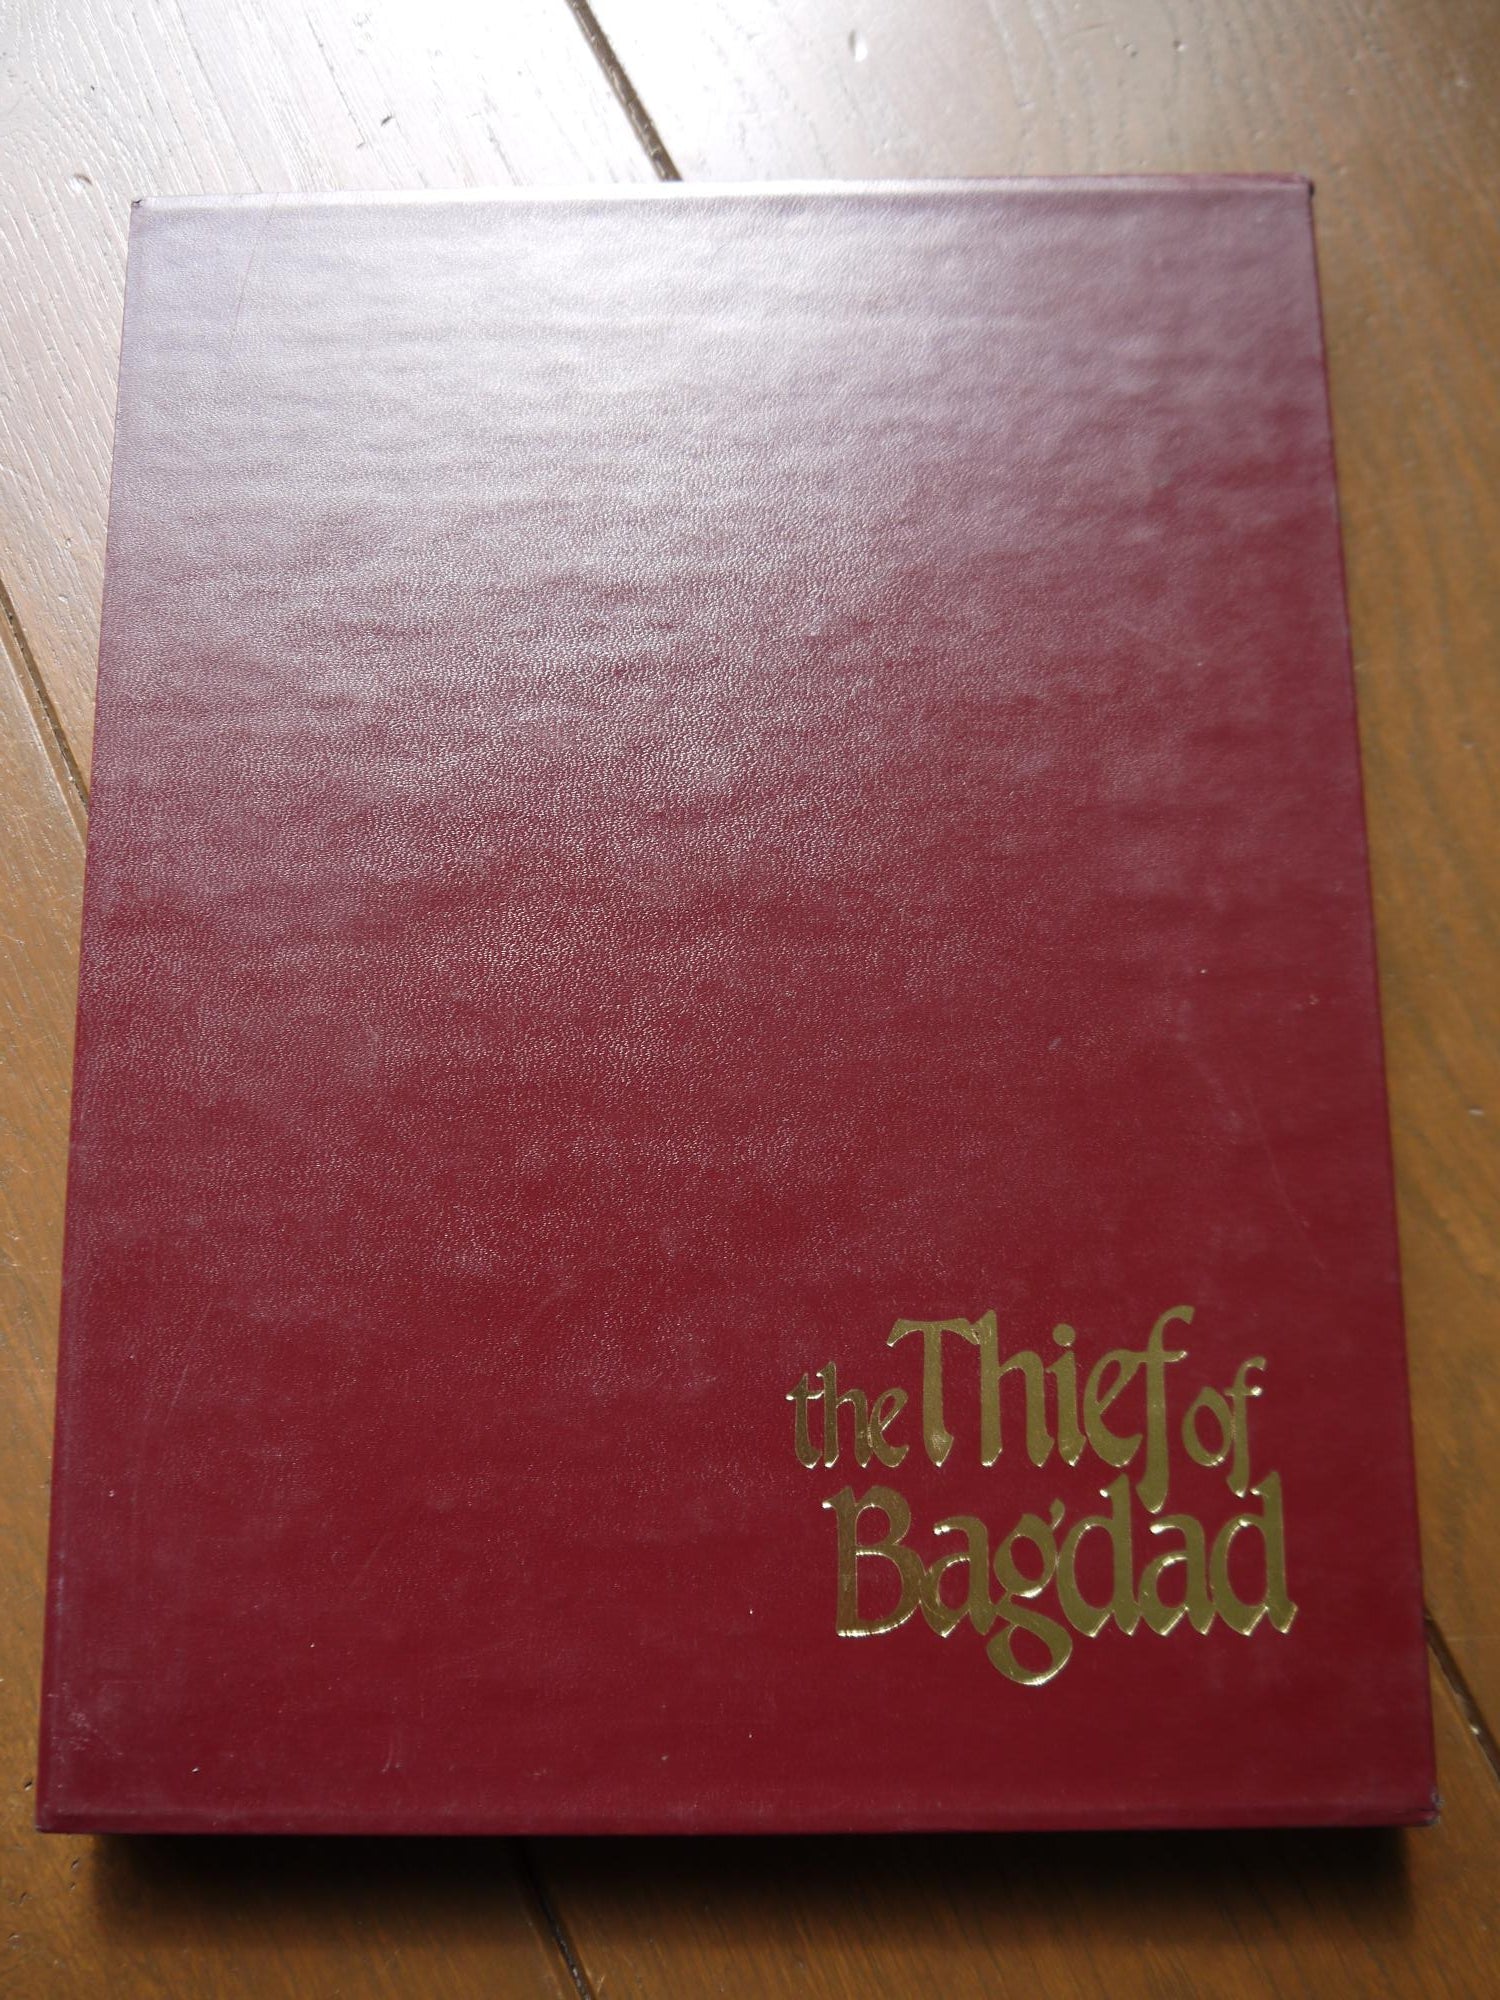 the Thief of
Bagdad